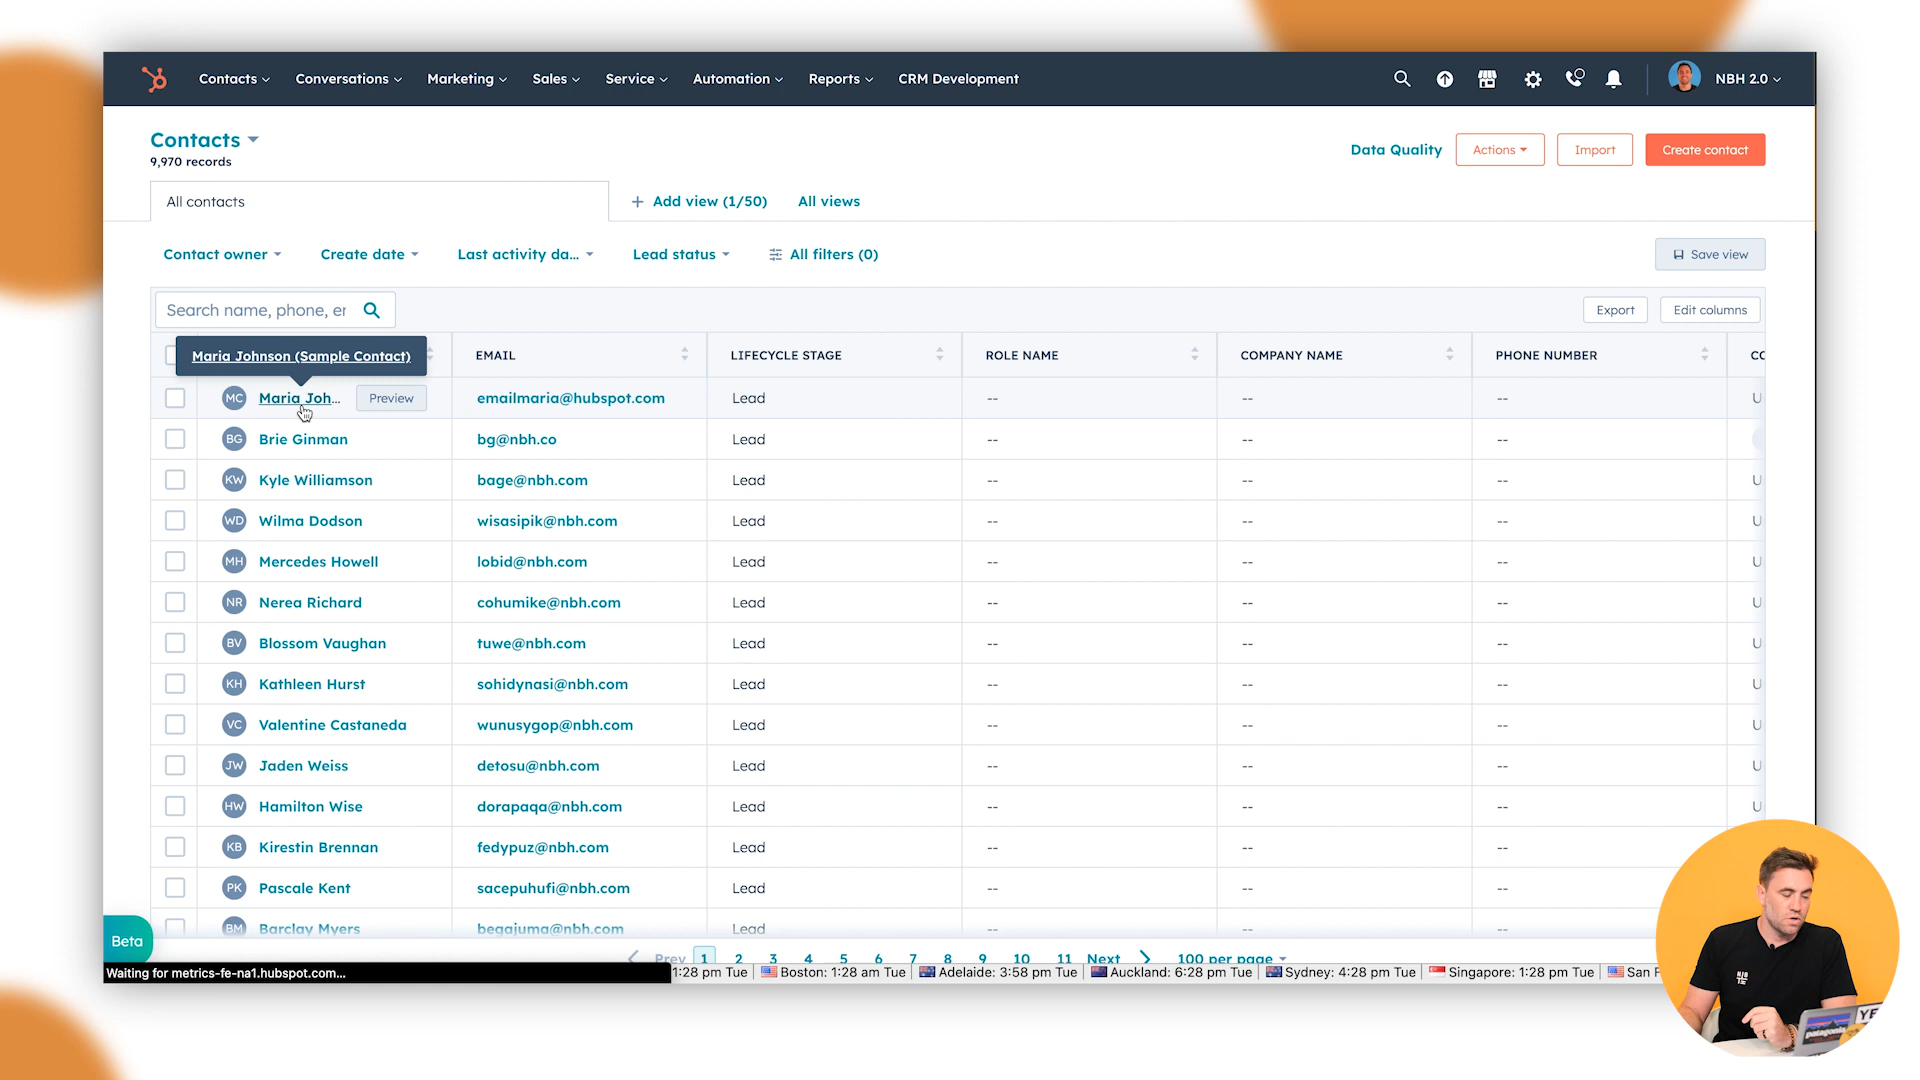 Contacts Conversations Marketing Sales Service Automation Reports CRM Development NBH 2.0
Contacts
9,970 records
Data Quality Actions Import Create contact
All contacts + Add view (1/50) All views
Contact owner Create date Last activity da... Lead status All filters (0) Save view
Search name, phone, er Export Edit columns
Maria Johnson (Sample Contact) EMAIL LIFECYCLE STAGE ROLE NAME COMPANY NAME PHONE NUMBER CO
MC Maria Joh... Preview emailmaria@hubspot.com Lead -- -- -- U
BG Brie Ginman bg@nbh.co Lead -- -- --
KW Kyle Williamson bage@nbh.com Lead -- -- -- U
WD Wilma Dodson wisasipik@nbh.com Lead -- -- -- U
MH Mercedes Howell lobid@nbh.com Lead -- -- -- U
NR Nerea Richard cohumike@nbh.com Lead -- -- -- U
BV Blossom Vaughan tuwe@nbh.com Lead -- -- -- U
KH Kathleen Hurst sohidynasi@nbh.com Lead -- -- -- U
VC Valentine Castaneda wunusygop@nbh.com Lead -- -- -- U
JW Jaden Weiss detosu@nbh.com Lead -- -- -- U
HW Hamilton Wise dorapaqa@nbh.com Lead -- -- -- U
KB Kirestin Brennan fedypuz@nbh.com Lead -- -- --
PK Pascale Kent sacepuhufi@nbh.com Lead -- -- --
BM Barclay Myers begajuma@nbh.com Lead -- -- --
Beta
Prev 1 2 3 4 5 6 7 8 9 10 11 Next 100 per page
Waiting for metrics-fe-na1.hubspot.com... 1:28 pm Tue Boston: 1:28 am Tue Adelaide: 3:58 pm Tue Auckland: 6:28 pm Tue Sydney: 4:28 pm Tue Singapore: 1:28 pm Tue San F
patagonia
YE